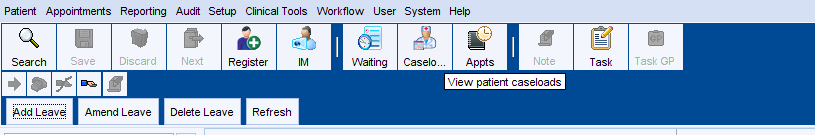 Patient Appointments Reporting Audit Setup Clinical Tools Workflow User System Help
Search Save Discard Next Register IM Waiting Caselo... Appts Note Task Task GP
View patient caseloads
Add Leave Amend Leave Delete Leave Refresh